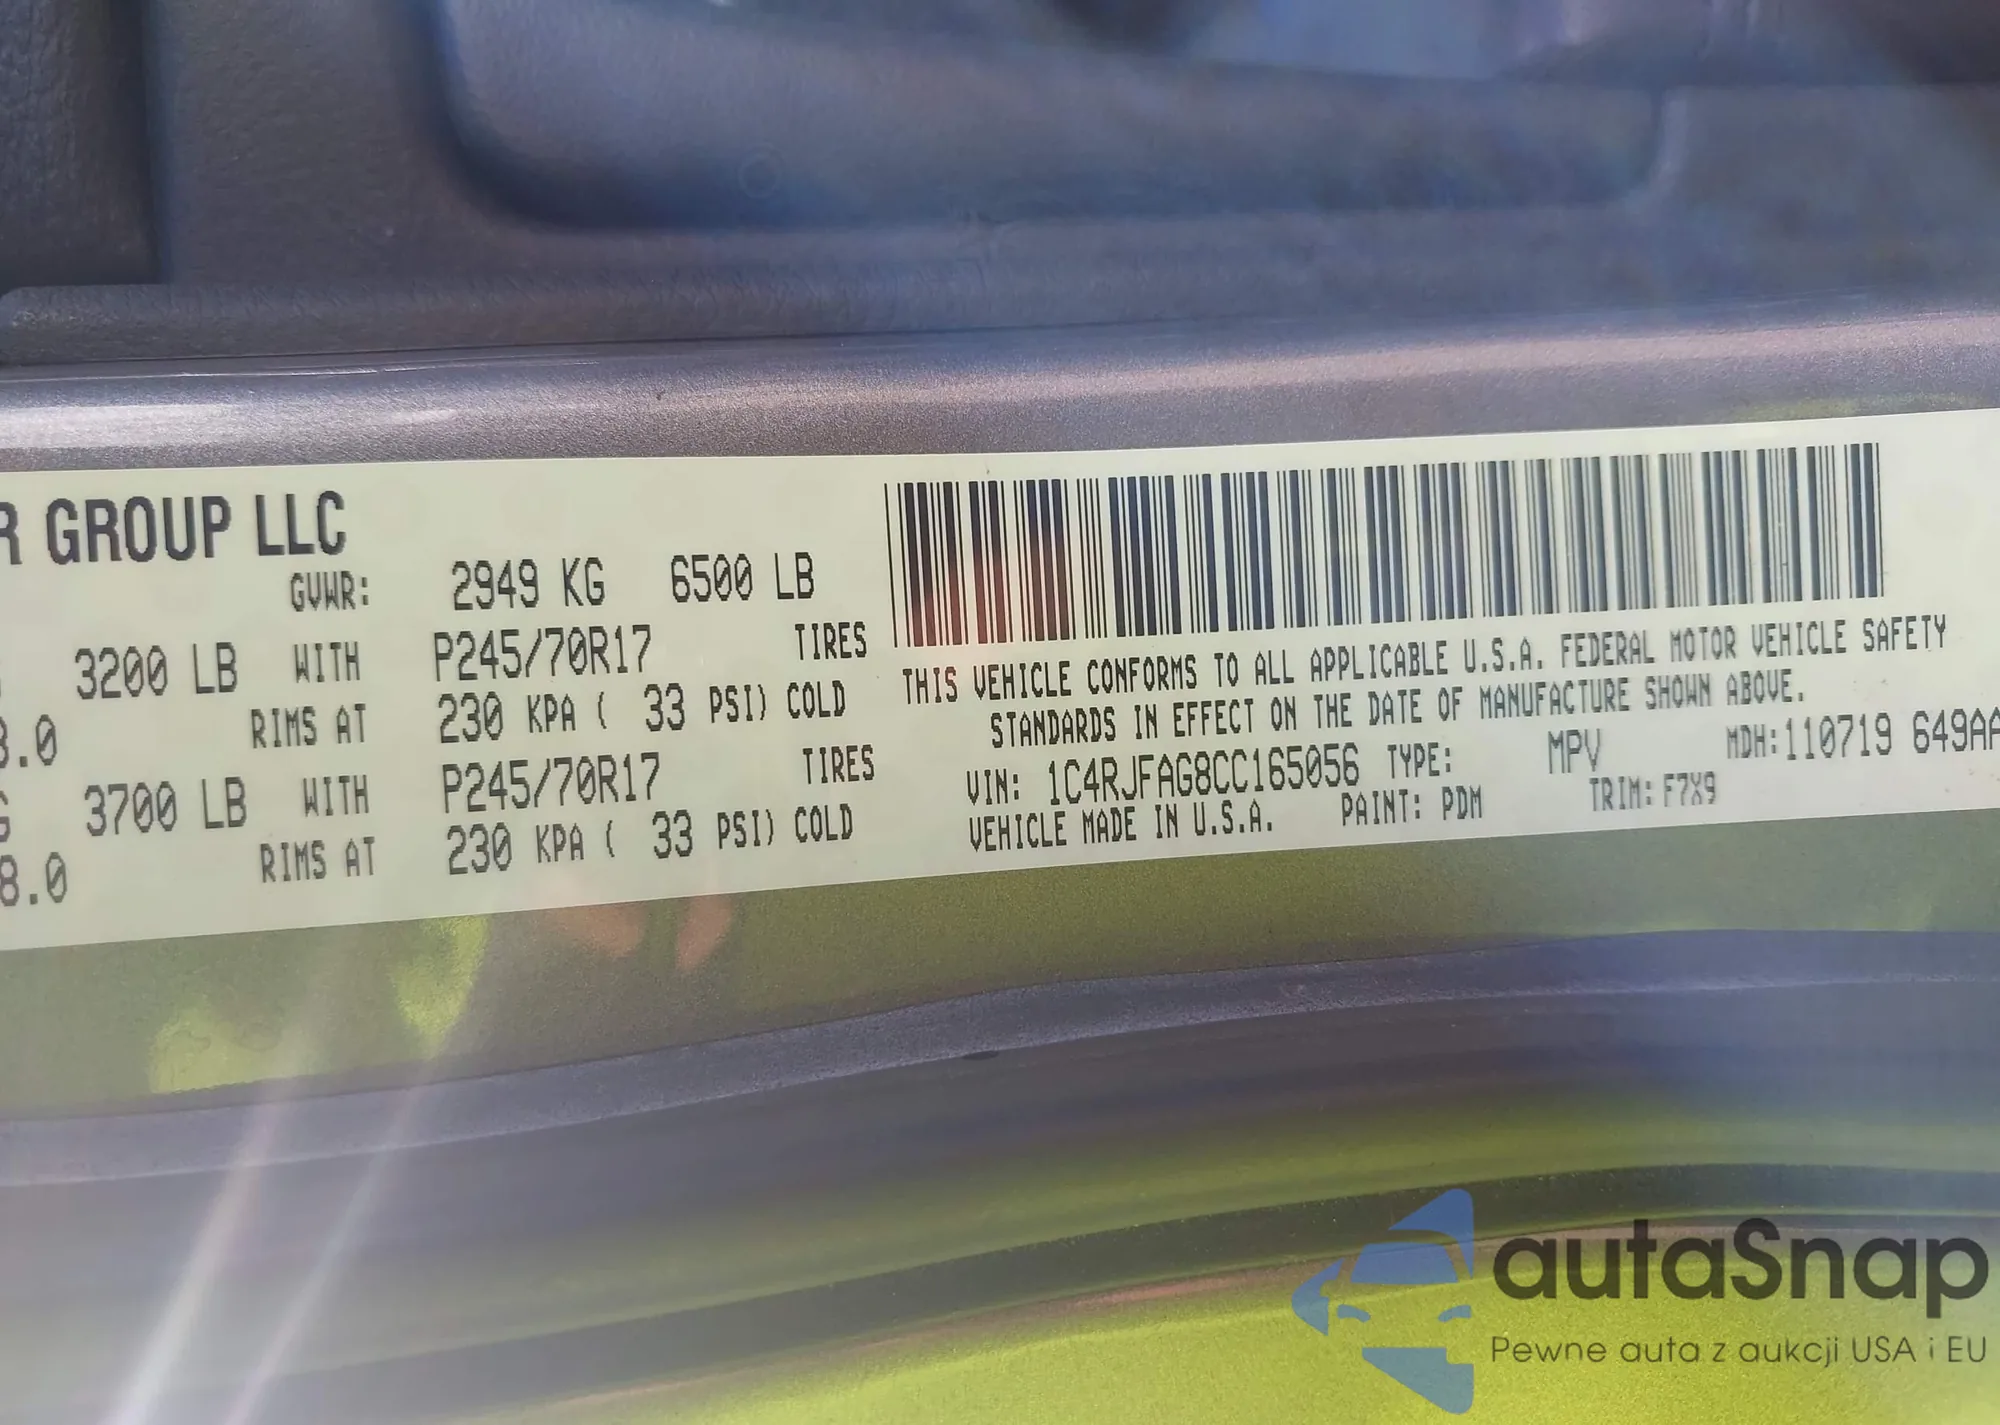 R GROUP LLC
GVWR: 2949 KG 6500 LB
3200 LB WITH P245/70R17 TIRES
3.0 RIMS AT 230 KPA ( 33 PSI) COLD
3700 LB WITH P245/70R17 TIRES
8.0 RIMS AT 230 KPA ( 33 PSI) COLD
THIS VEHICLE CONFORMS TO ALL APPLICABLE U.S.A. FEDERAL MOTOR VEHICLE SAFETY
STANDARDS IN EFFECT ON THE DATE OF MANUFACTURE SHOWN ABOVE.
VIN: 1C4RJFAG8CC165056 TYPE: MPV MDH:110719 649AA
VEHICLE MADE IN U.S.A. PAINT: PDM TRIM: F7X9
autaSnap
Pewne auta z aukcji USA i EU